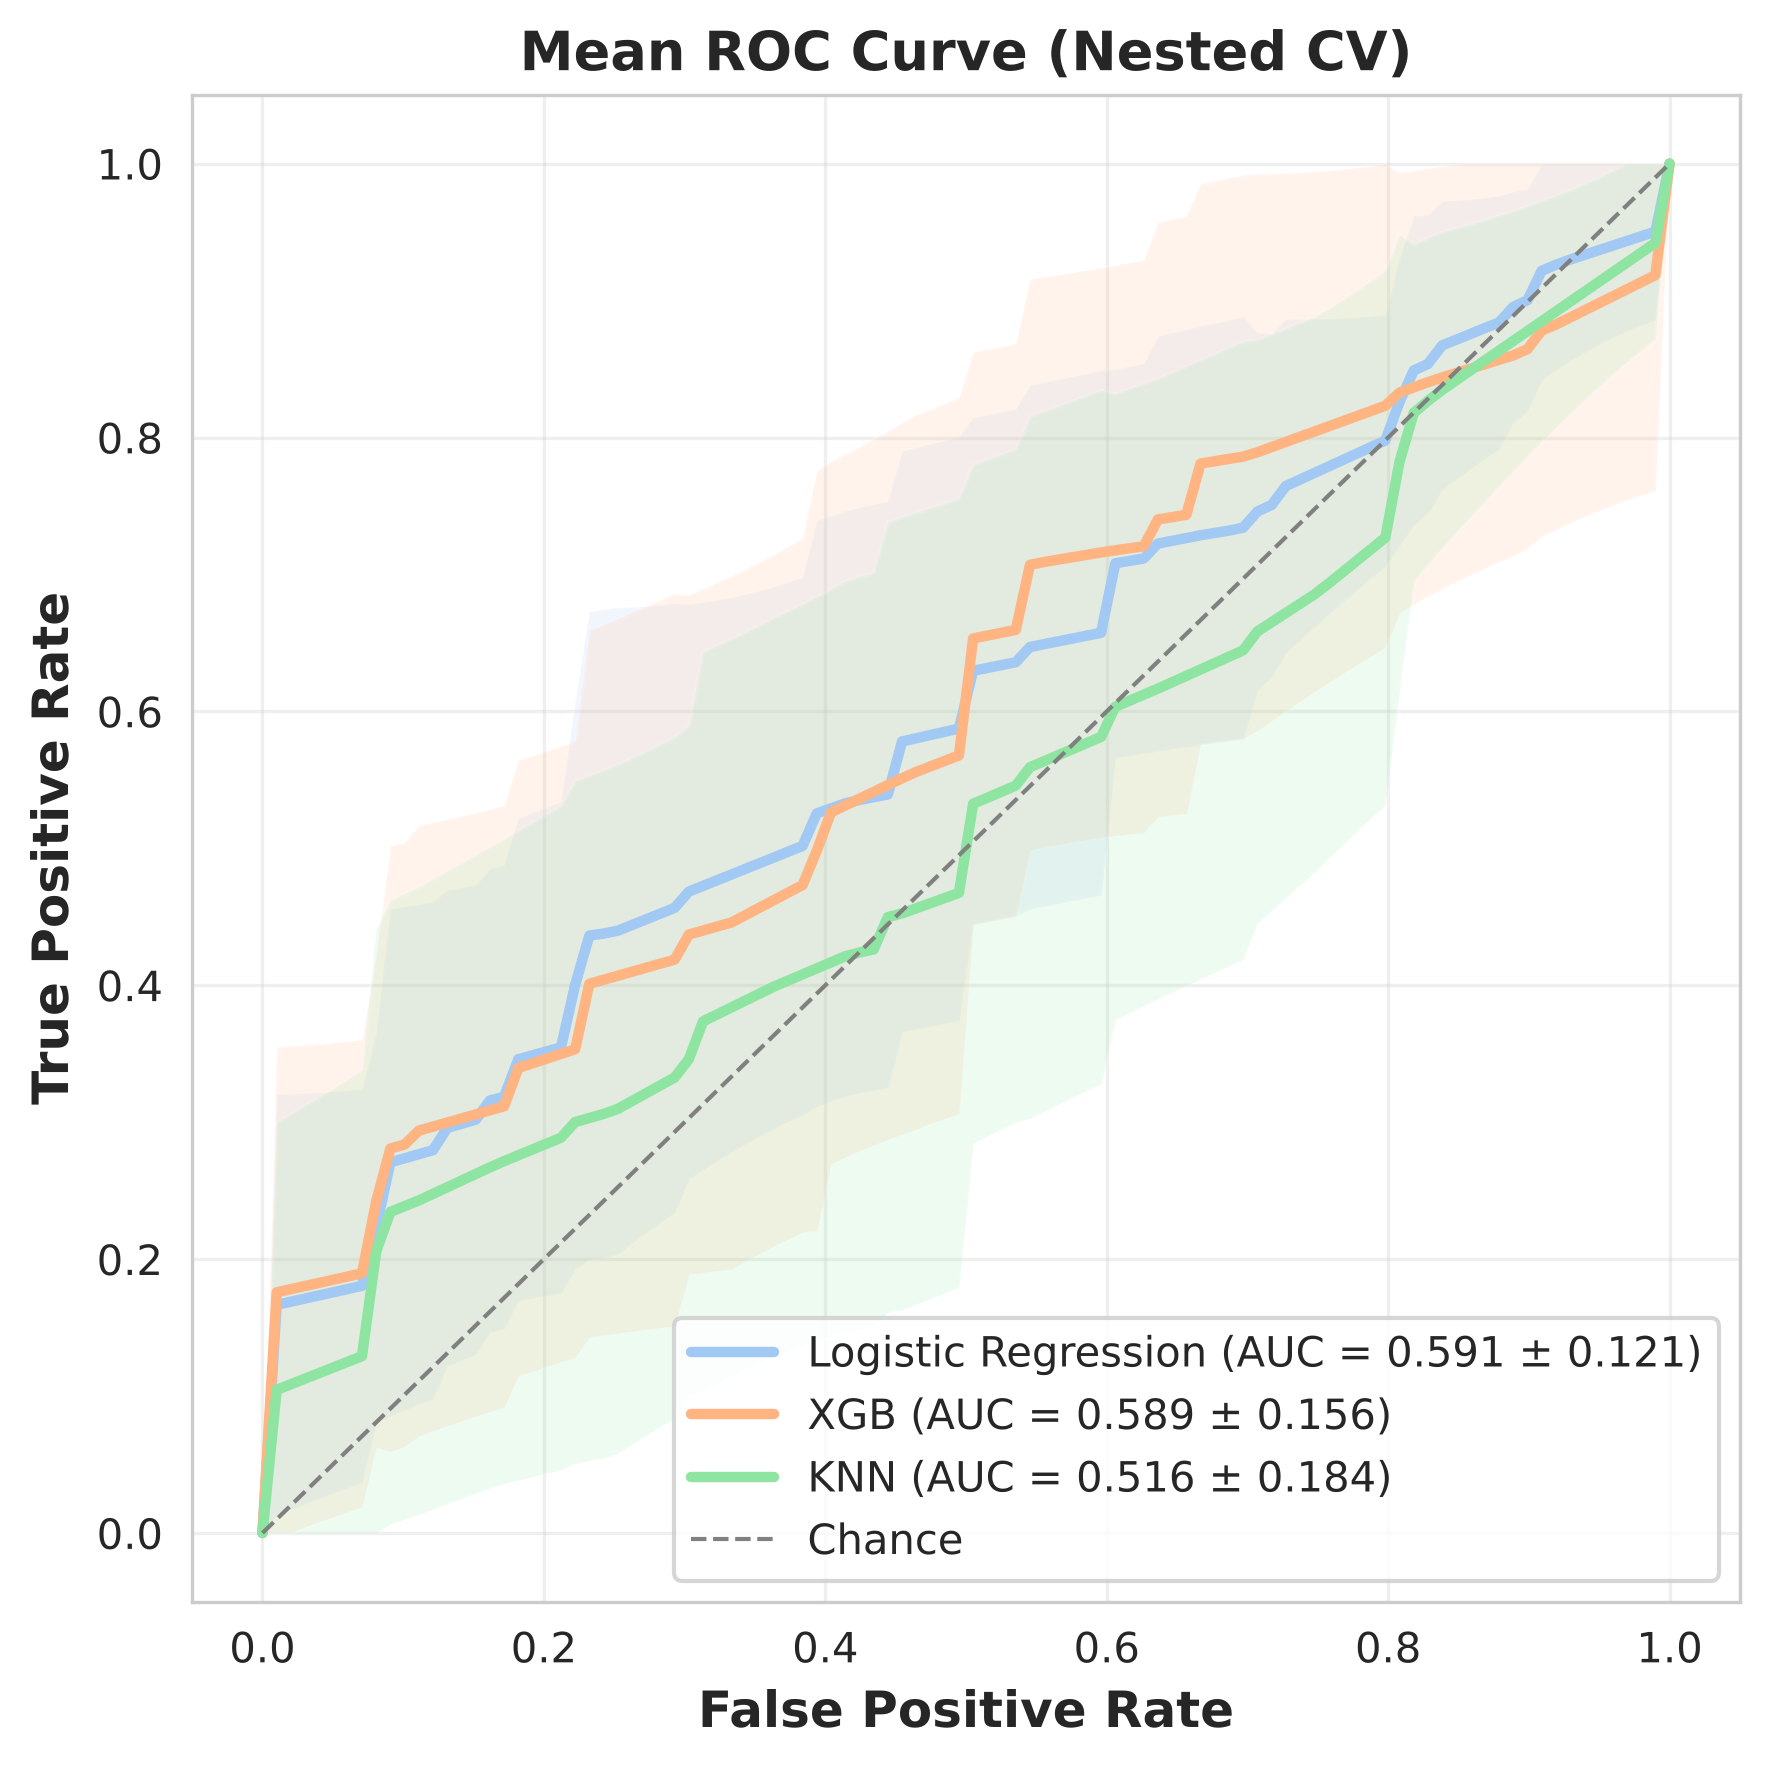 Mean ROC Curve (Nested CV)
True Positive Rate
1.0
0.8
0.6
0.4
0.2
0.0
Logistic Regression (AUC = 0.591 ± 0.121)
XGB (AUC = 0.589 ± 0.156)
KNN (AUC = 0.516 ± 0.184)
Chance
0.0 0.2 0.4 0.6 0.8 1.0
False Positive Rate